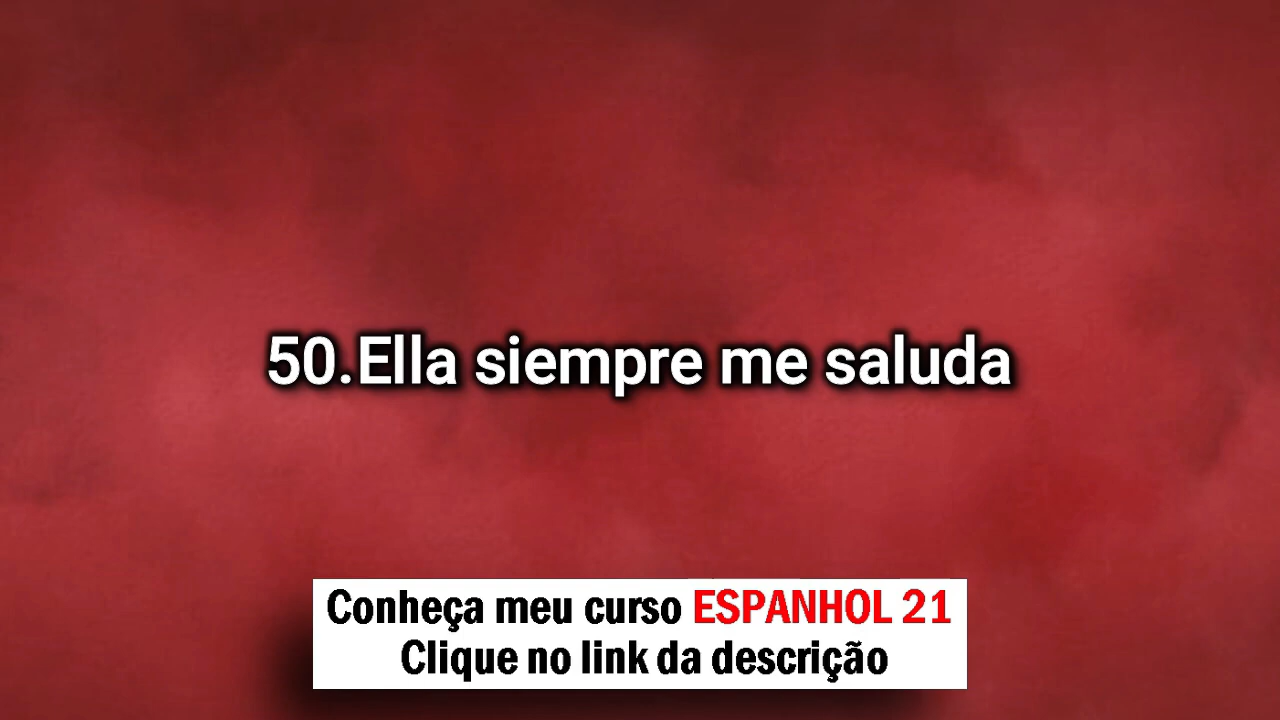 50.Ella siempre me saluda
Conheça meu curso ESPANHOL 21
Clique no link da descrição